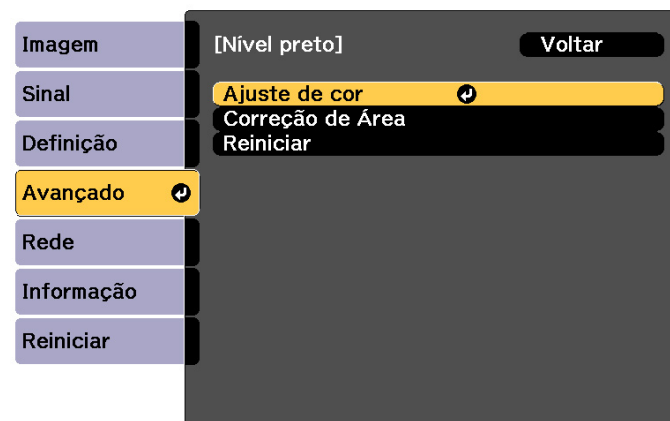 Imagem
Sinal
Definição
Avançado
Rede
Informação
Reiniciar
[Nível preto] Voltar
Ajuste de cor
Correção de Área
Reiniciar